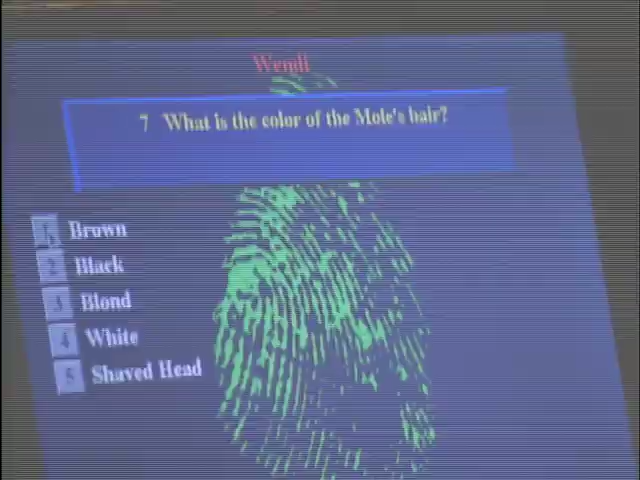 Wendi
7 What is the color of the Mole's hair?
1 Brown
2 Black
3 Blond
4 White
5 Shaved Head